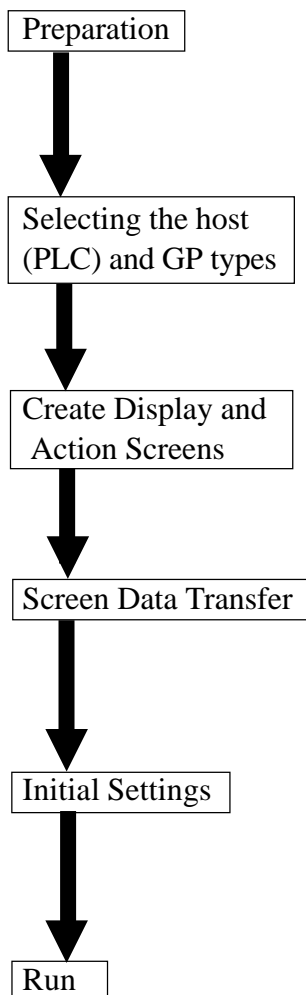 Preparation
Selecting the host
(PLC) and GP types
Create Display and
Action Screens
Screen Data Transfer
Initial Settings
Run